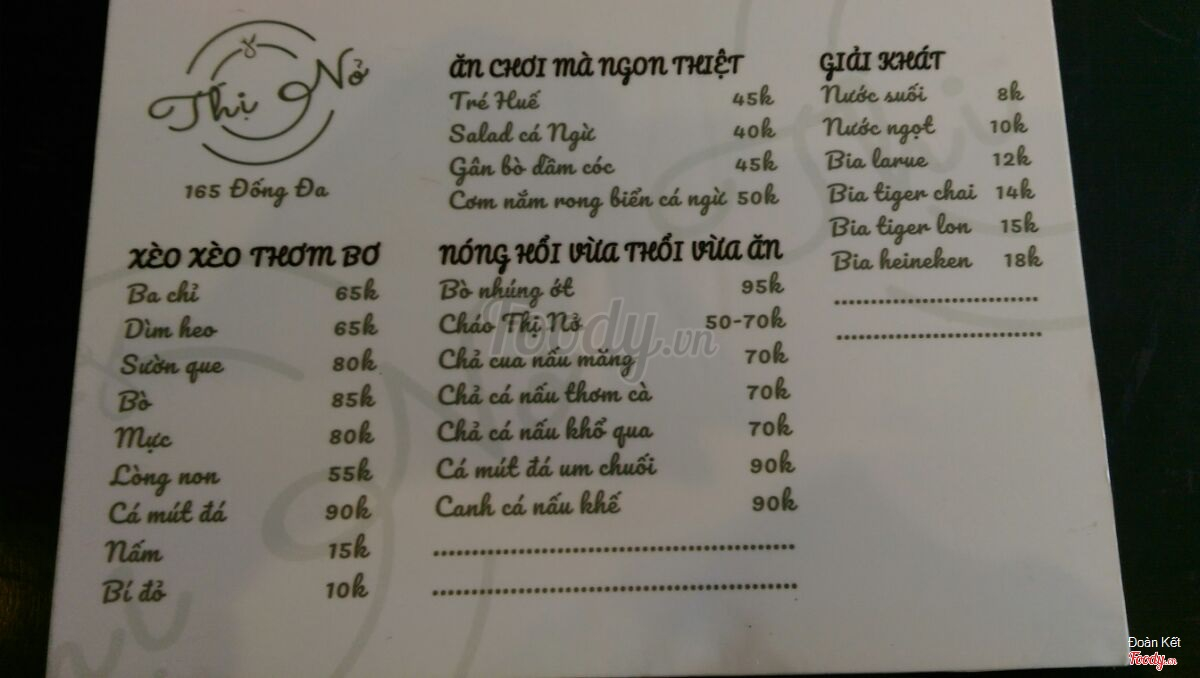 Thị Nở
165 Đống Đa
ĂN CHƠI MÀ NGON THIỆT
Tré Huế 45k
Salad cá Ngừ 40k
Gân bò dầm cóc 45k
Cơm nắm rong biển cá ngừ 50k
GIẢI KHÁT
Nước suối 8k
Nước ngọt 10k
Bia larue 12k
Bia tiger chai 14k
Bia tiger lon 15k
Bia heineken 18k
XÈO XÈO THƠM BƠ
Ba chỉ 65k
Dìm heo 65k
Sườn que 80k
Bò 85k
Mực 80k
Lòng non 55k
Cá mút đá 90k
Nấm 15k
Bí đỏ 10k
NÓNG HỔI VỪA THỔI VỪA ĂN
Bò nhúng ớt 95k
Cháo Thị Nở 50-70k
Chả cua nấu măng 70k
Chả cá nấu thơm cà 70k
Chả cá nấu khổ qua 70k
Cá mút đá um chuối 90k
Canh cá nấu khế 90k
Foody.vn
Đoàn Kết
Foody.vn